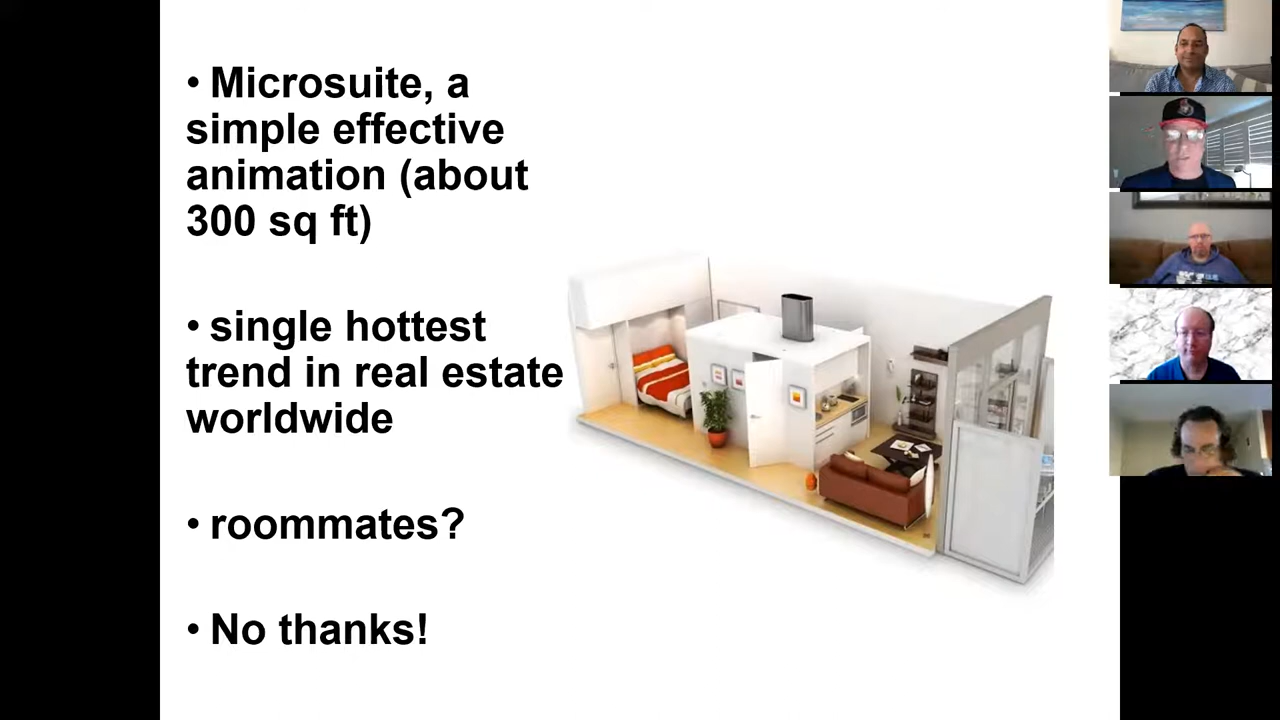 • Microsuite, a
simple effective
animation (about
300 sq ft)
• single hottest
trend in real estate
worldwide
• roommates?
• No thanks!